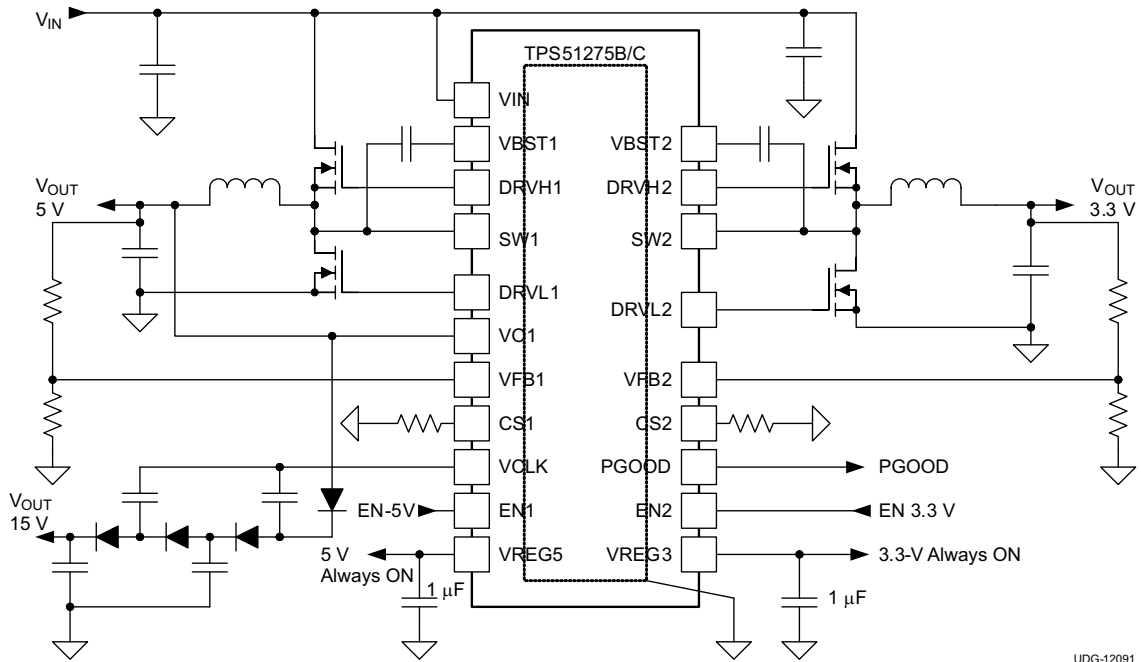 VIN
TPS51275B/C
VIN
VBST1
VBST2
DRVH1
DRVH2
VOUT
5 V
VOUT
3.3 V
SW1
SW2
DRVL1
DRVL2
VO1
VFB1
VFB2
CS1
CS2
VCLK
PGOOD
PGOOD
VOUT
15 V
EN-5V
EN1
EN2
EN 3.3 V
5 V
Always ON
VREG5
VREG3
3.3-V Always ON
1 μF
1 μF
UDG-12091